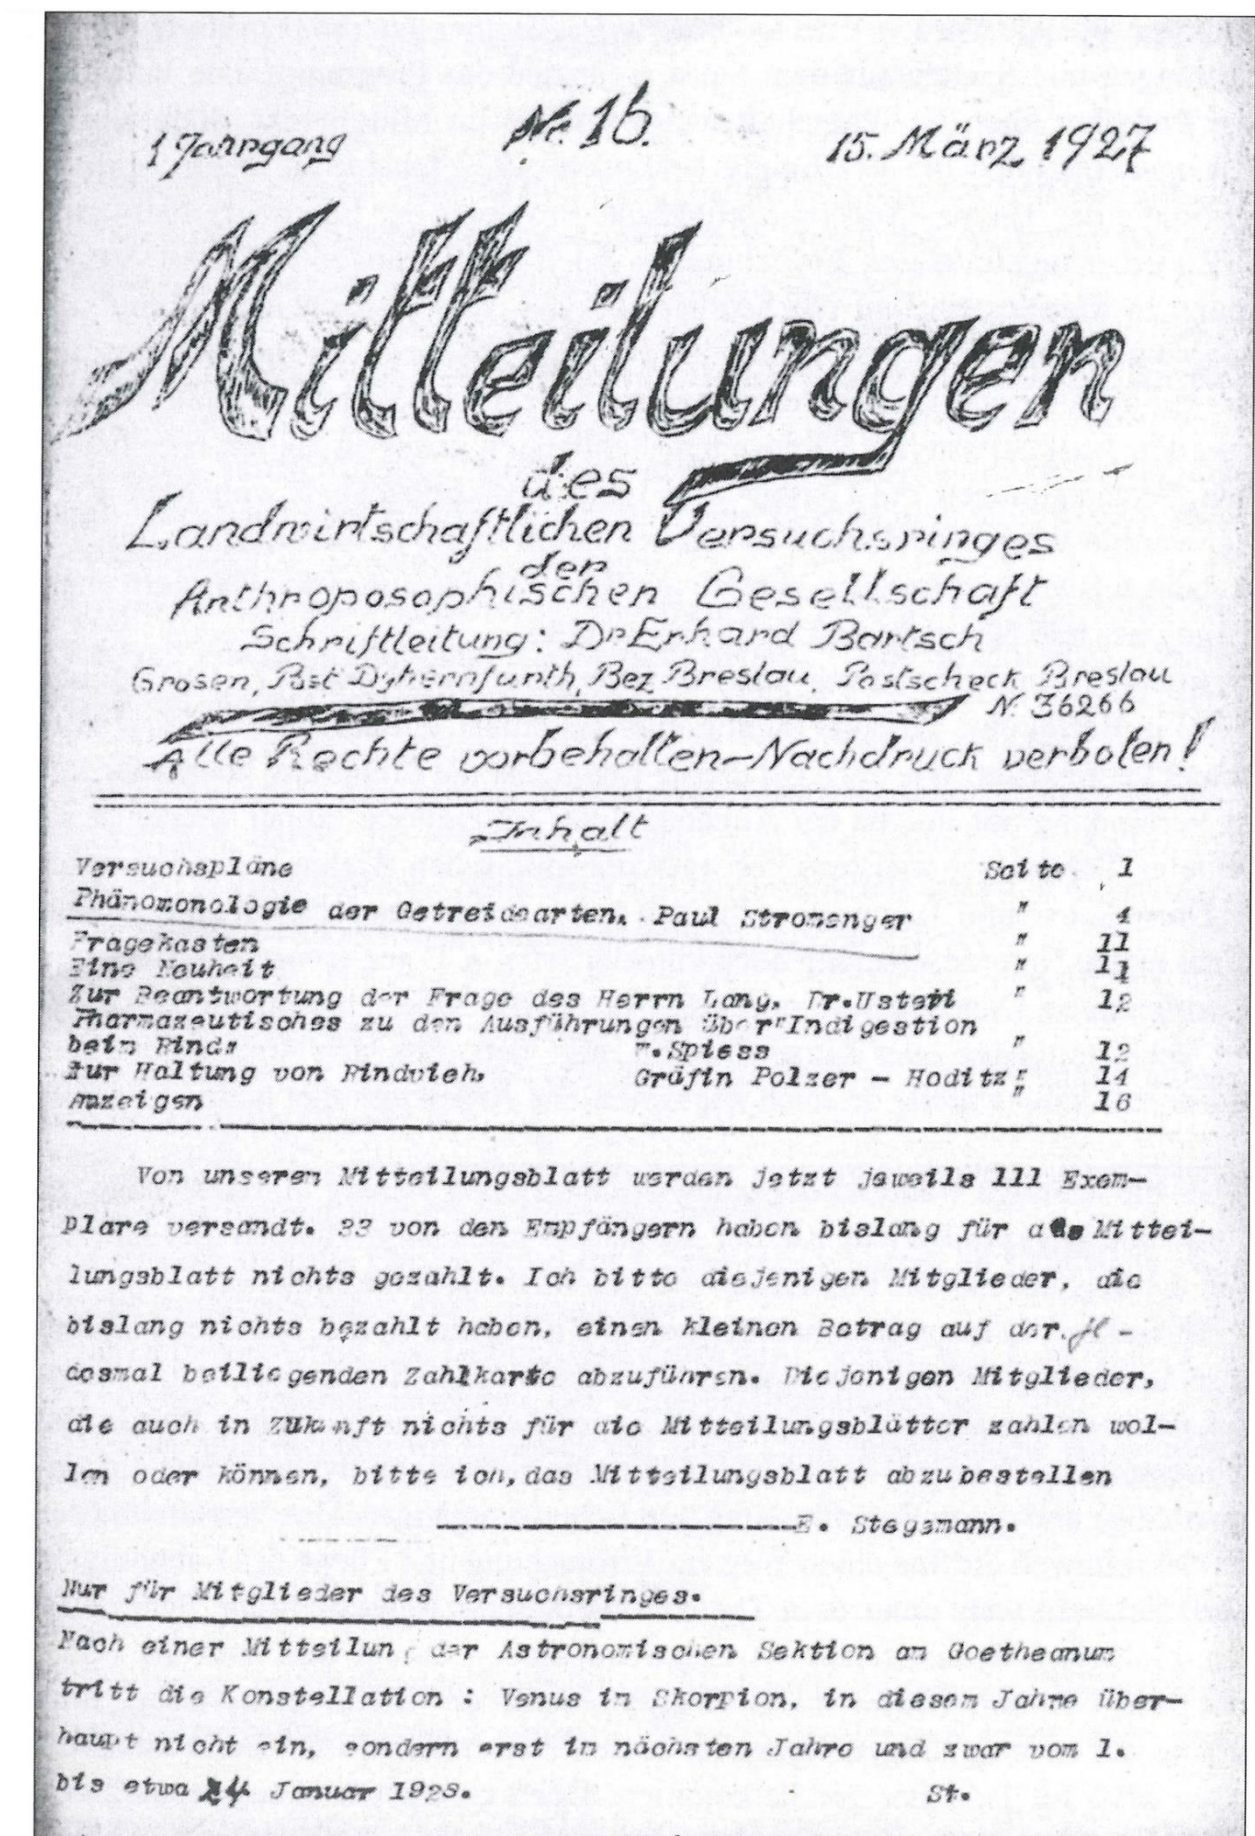 1 Jahrgang № 16. 15. März 1927
Mitteilungen
des
Landwirtschaftlichen Versuchsringes
der
Anthroposophischen Gesellschaft
Schriftleitung: Dr Erhard Bartsch
Grosen, Post Dyhernfurth, Bez Breslau, Postscheck Breslau
N. 36266
Alle Rechte vorbehalten–Nachdruck verboten!
Inhalt
Versuchspläne Seite 1
Phänomonologie der Getreidearten. Paul Stromenger " 4
Fragekasten " 11
Eine Neuheit " 11
Zur Beantwortung der Frage des Herrn Lang. Dr.Usteri " 12
Pharmazeutisches zu den Ausführungen über"Indigestion
beim Rinds Spiess " 12
Zur Haltung von Rindvieh, Gräfin Polzer – Hoditz " 14
Anzeigen " 16
Von unseren Mitteilungsblatt werden jetzt jeweils 111 Exem–
plare versandt. 33 von den Empfängern haben bislang für das Mittei–
lungsblatt nichts gezahlt. Ich bitte diejenigen Mitglieder, die
bislang nichts bezahlt haben, einen kleinen Betrag auf der je –
desmal beiliegenden Zahlkarte abzuführen. Diejenigen Mitglieder,
die auch in Zukunft nichts für die Mitteilungsblätter zahlen wol–
len oder können, bitte ich, das Mitteilungsblatt abzubestellen
E. Stegemann.
Nur für Mitglieder des Versuchsringes.
Nach einer Mitteilung der Astronomischen Sektion am Goetheanum
tritt die Konstellation : Venus im Skorpion, in diesem Jahre über–
haupt nicht ein, sondern erst im nächsten Jahre und zwar vom 1.
bis etwa 24 Januar 1928. St.